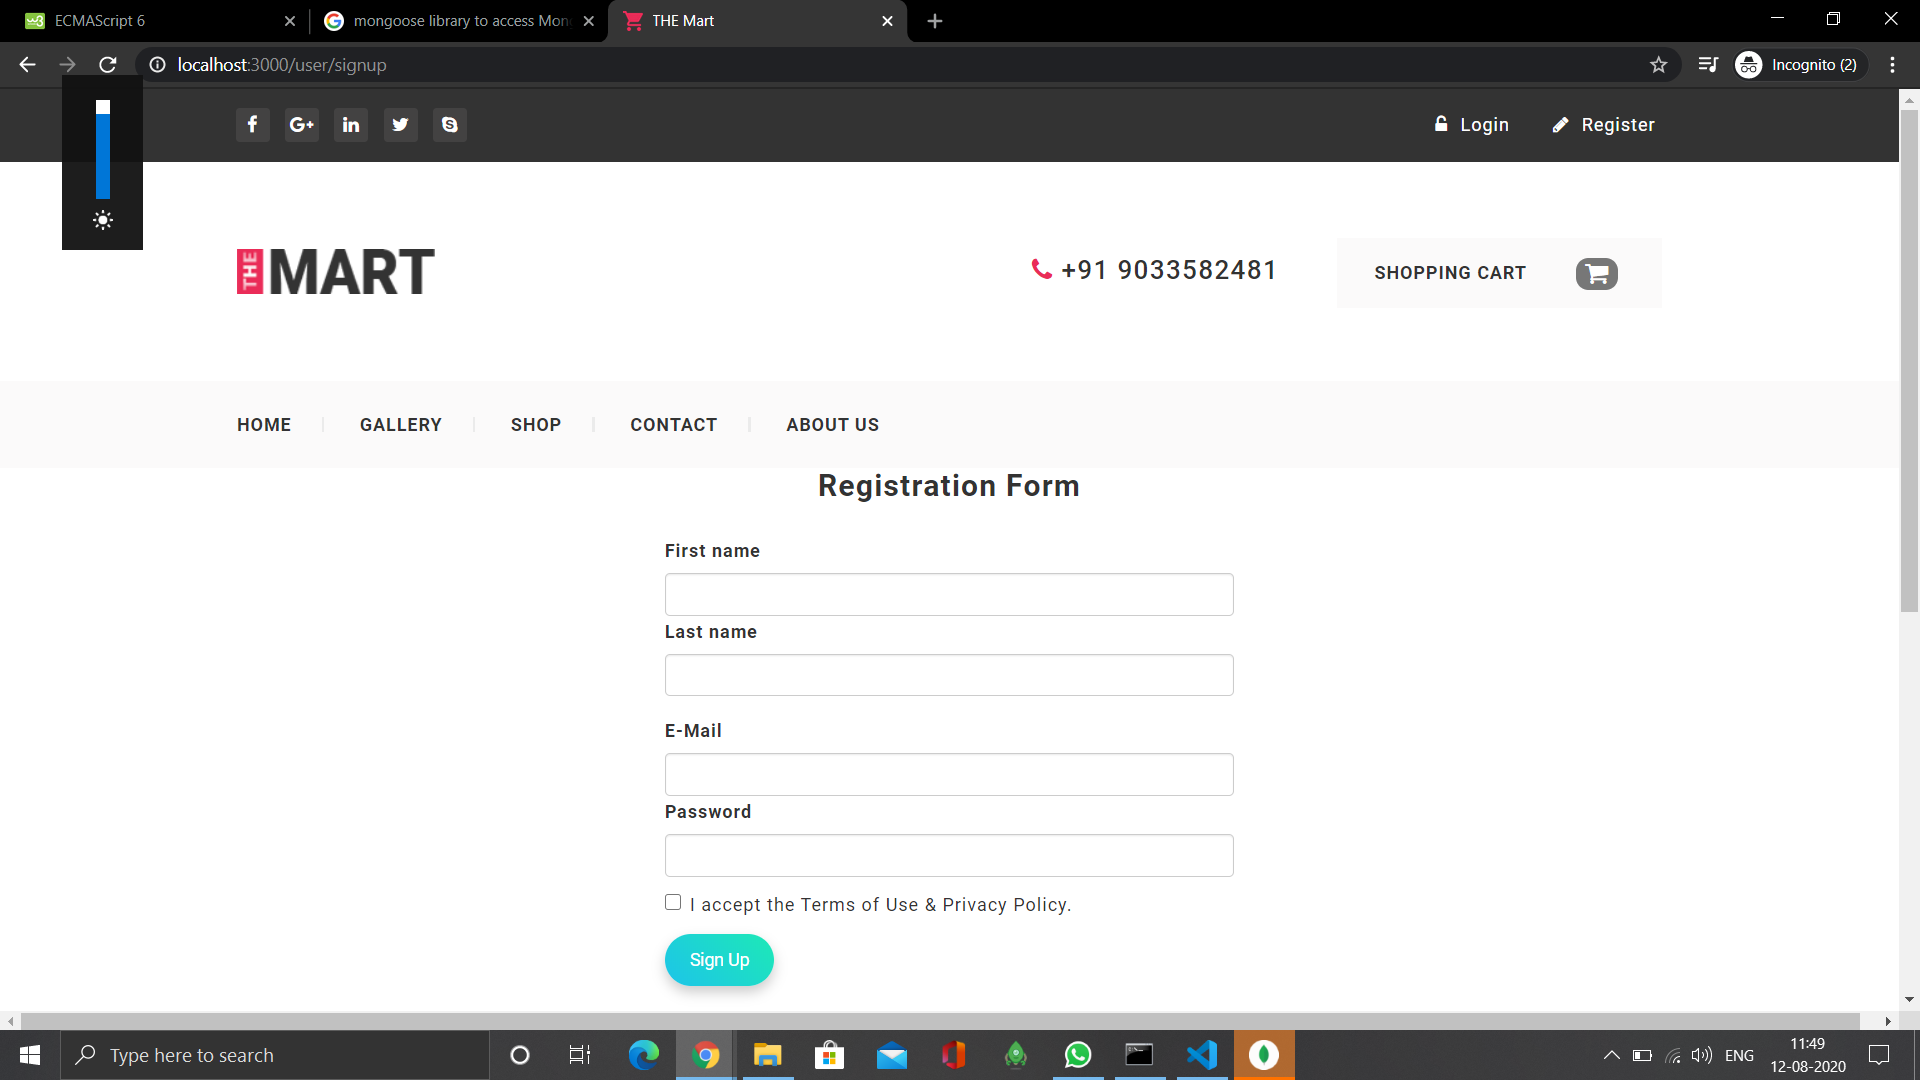 ECMAScript 6
mongoose library to access Mon
THE Mart
localhost:3000/user/signup
Incognito (2)
Login
Register
THE MART
+91 9033582481
SHOPPING CART
HOME
GALLERY
SHOP
CONTACT
ABOUT US
Registration Form
First name
Last name
E-Mail
Password
I accept the Terms of Use & Privacy Policy.
Sign Up
Type here to search
ENG
11:49
12-08-2020